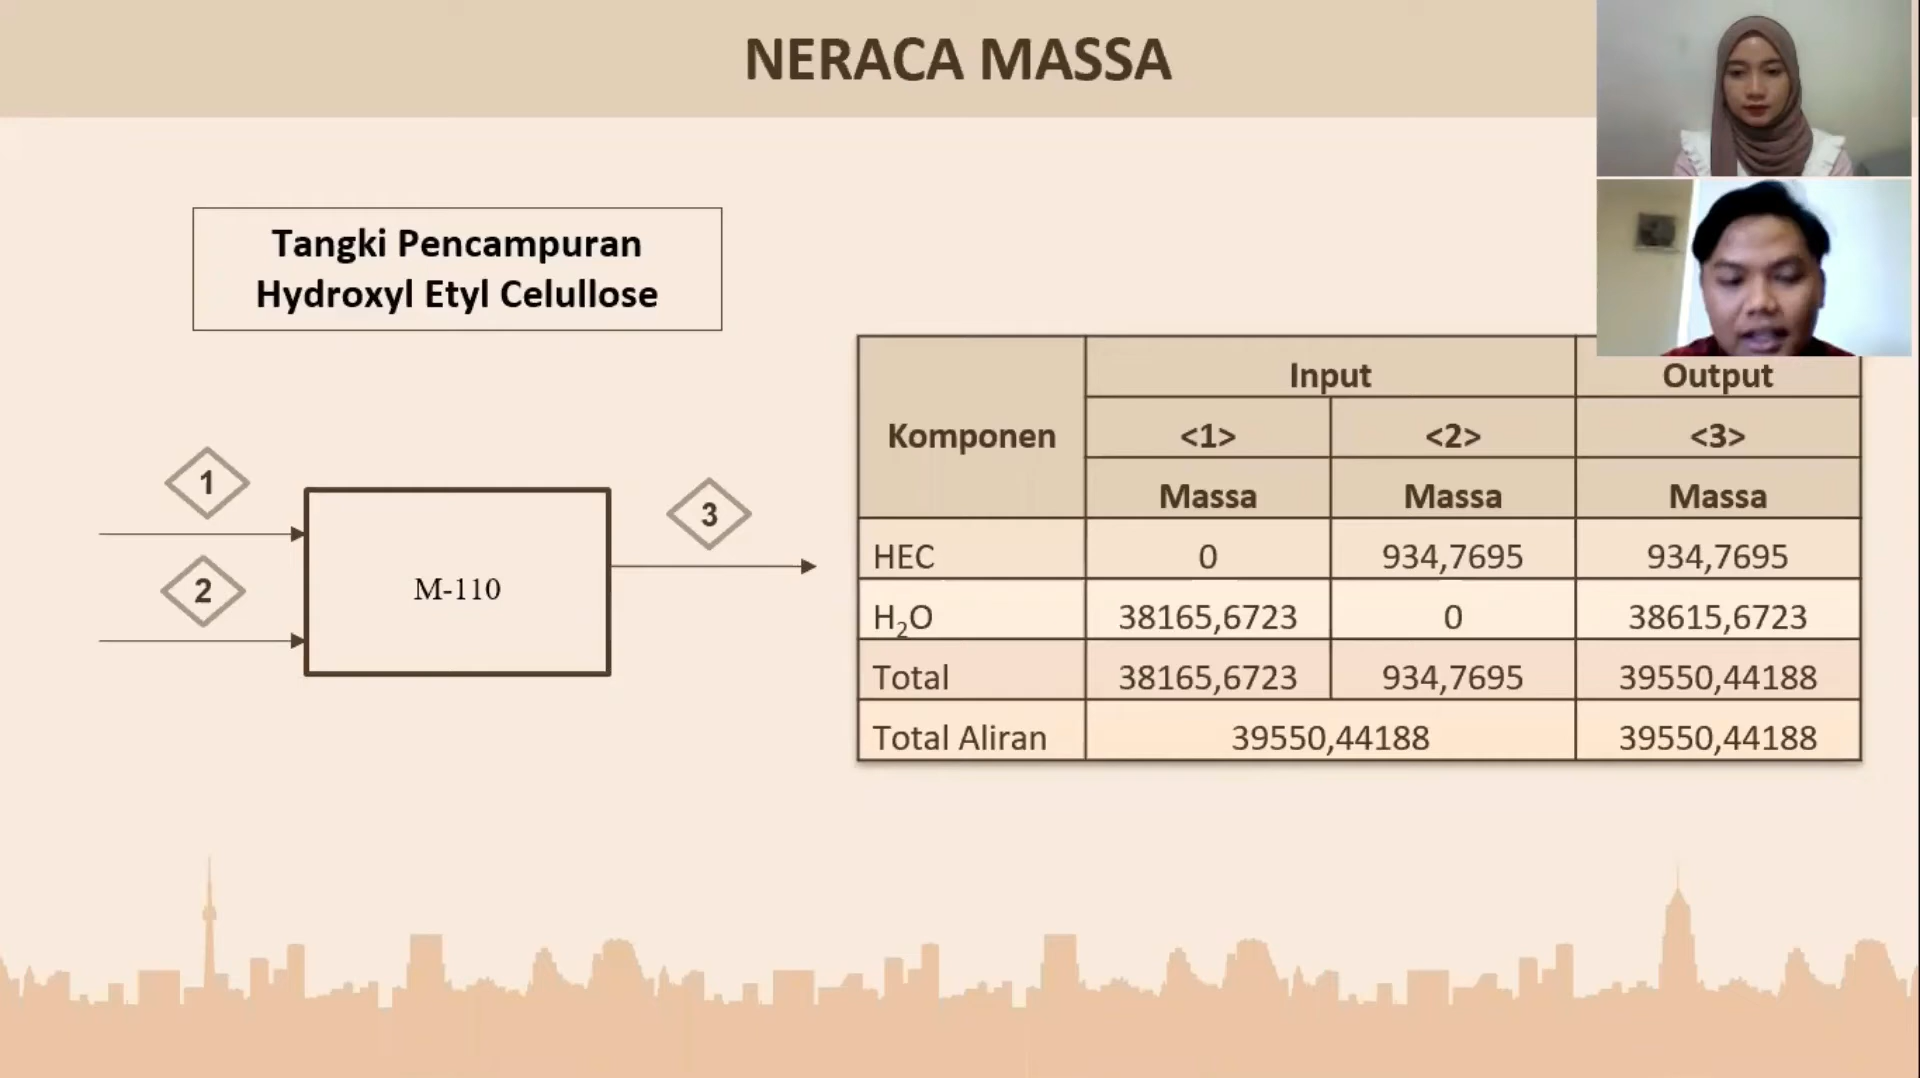 NERACA MASSA
Tangki Pencampuran
Hydroxyl Etyl Celullose
1
2
3
M-110
Komponen Input Output
<1> <2> <3>
Massa Massa Massa
HEC 0 934,7695 934,7695
H₂O 38165,6723 0 38615,6723
Total 38165,6723 934,7695 39550,44188
Total Aliran 39550,44188 39550,44188